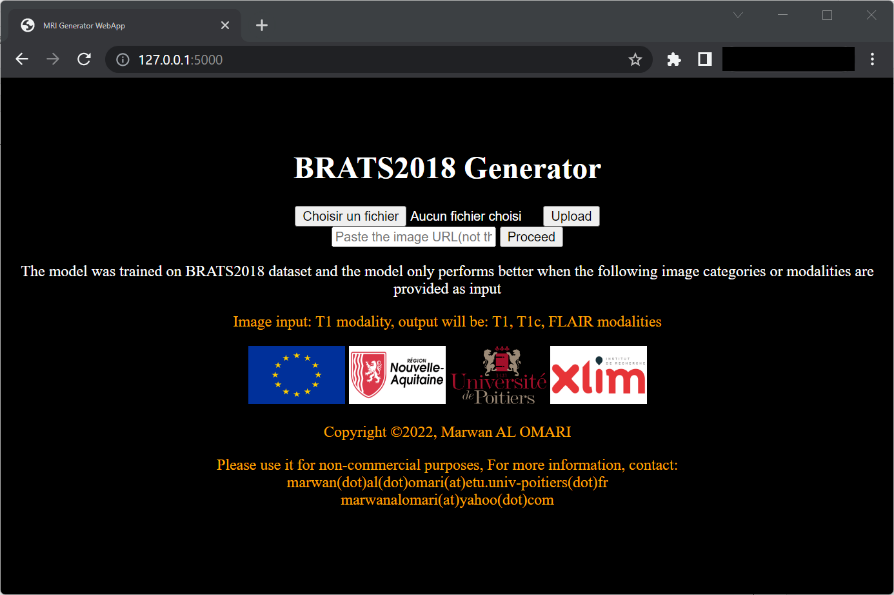 MRI Generator WebApp
127.0.0.1:5000
BRATS2018 Generator
Choisir un fichier Aucun fichier choisi Upload
Paste the image URL(not th Proceed
The model was trained on BRATS2018 dataset and the model only performs better when the following image categories or modalities are
provided as input
Image input: T1 modality, output will be: T1, T1c, FLAIR modalities
RÉGION
Nouvelle-
Aquitaine
Université
de Poitiers
INSTITUT
DE RECHERCHE
xlim
Copyright ©2022, Marwan AL OMARI
Please use it for non-commercial purposes, For more information, contact:
marwan(dot)al(dot)omari(at)etu.univ-poitiers(dot)fr
marwanalomari(at)yahoo(dot)com